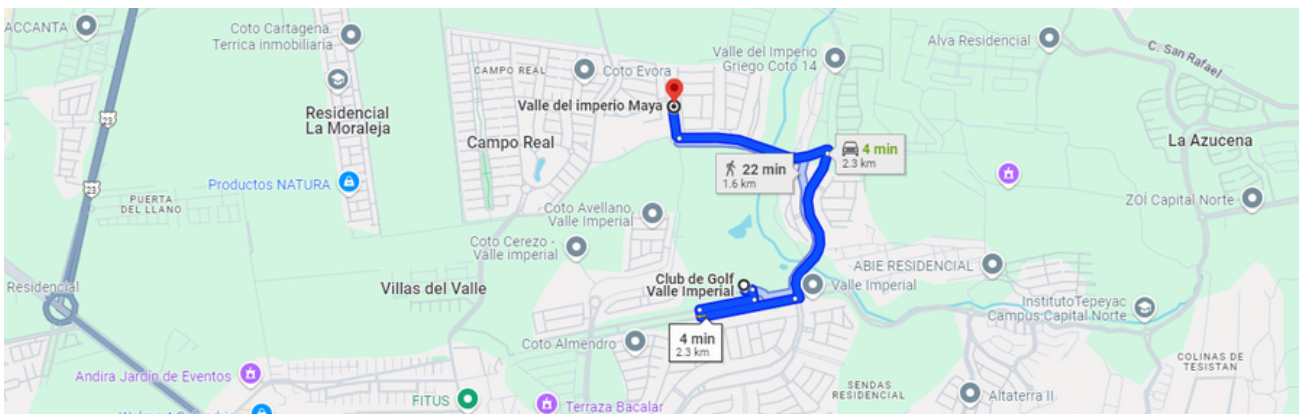 ACCANTA
Coto Cartagena
Terrica inmobiliaria
CAMPO REAL
Coto Evora
Valle del Imperio
Griego Coto 14
Alva Residencial
C. San Rafael
23
Residencial
La Moraleja
Valle del imperio Maya
Campo Real
4 min
2.3 km
La Azucena
22 min
1.6 km
23
Productos NATURA
PUERTA
DEL LLANO
ZOÍ Capital Norte
Coto Avellano,
Valle Imperial
Coto Cerezo -
Valle imperial
ABIE RESIDENCIAL
Residencial
Villas del Valle
Club de Golf
Valle Imperial
Valle Imperial
InstitutoTepeyac
Campus Capital Norte
4 min
2.3 km
Coto Almendro
COLINAS DE
TESISTAN
Andira Jardín de Eventos
SENDAS
RESIDENCIAL
Altaterra II
FITUS
Terraza Bacalar